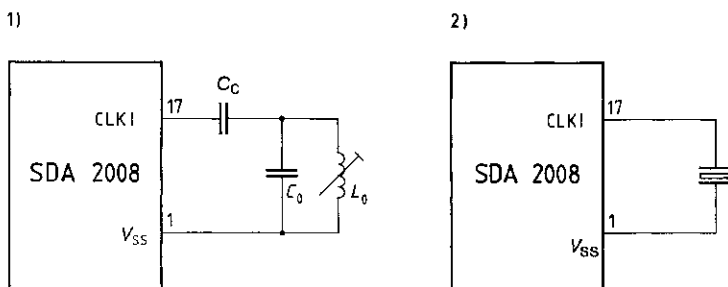 1)
17
C_C
CLKI
SDA 2008
C_0
L_0
1
V_SS
2)
17
CLKI
SDA 2008
1
V_SS